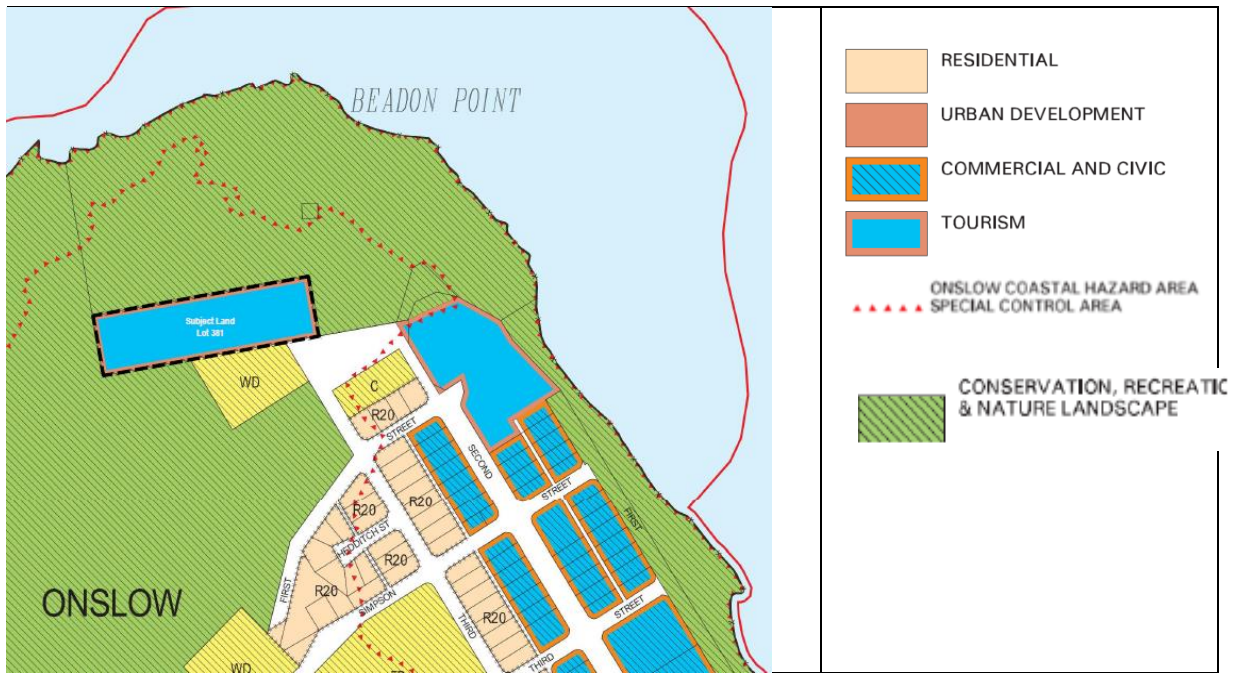 BEADON POINT
Subject Land
Lot 381
WD
C
R20
STREET
SECOND
R20
STREET
FIRST
R20
HEDDITCH ST
R20
R20
FIRST
SIMPSON
ONSLOW
THIRD
R20
STREET
WD
THIRD
RESIDENTIAL
URBAN DEVELOPMENT
COMMERCIAL AND CIVIC
TOURISM
ONSLOW COASTAL HAZARD AREA
SPECIAL CONTROL AREA
CONSERVATION, RECREATIC
& NATURE LANDSCAPE